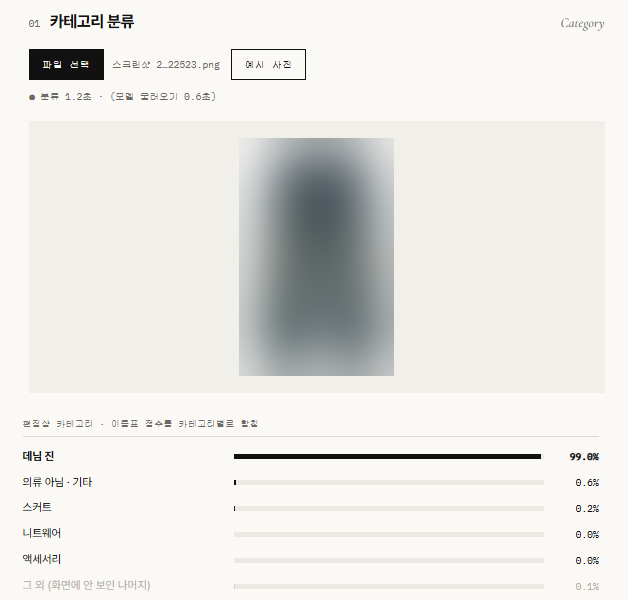 01 카테고리 분류 Category
파일 선택 스크린샷 2_22523.png 예시 사진
● 분류 1.2초 · (모델 불러오기 0.6초)
편집샵 카테고리 · 이름표 점수를 카테고리별로 합침
데님 진 99.0%
의류 아님 · 기타 0.6%
스커트 0.2%
니트웨어 0.0%
액세서리 0.0%
그 외 (화면에 안 보인 나머지) 0.1%